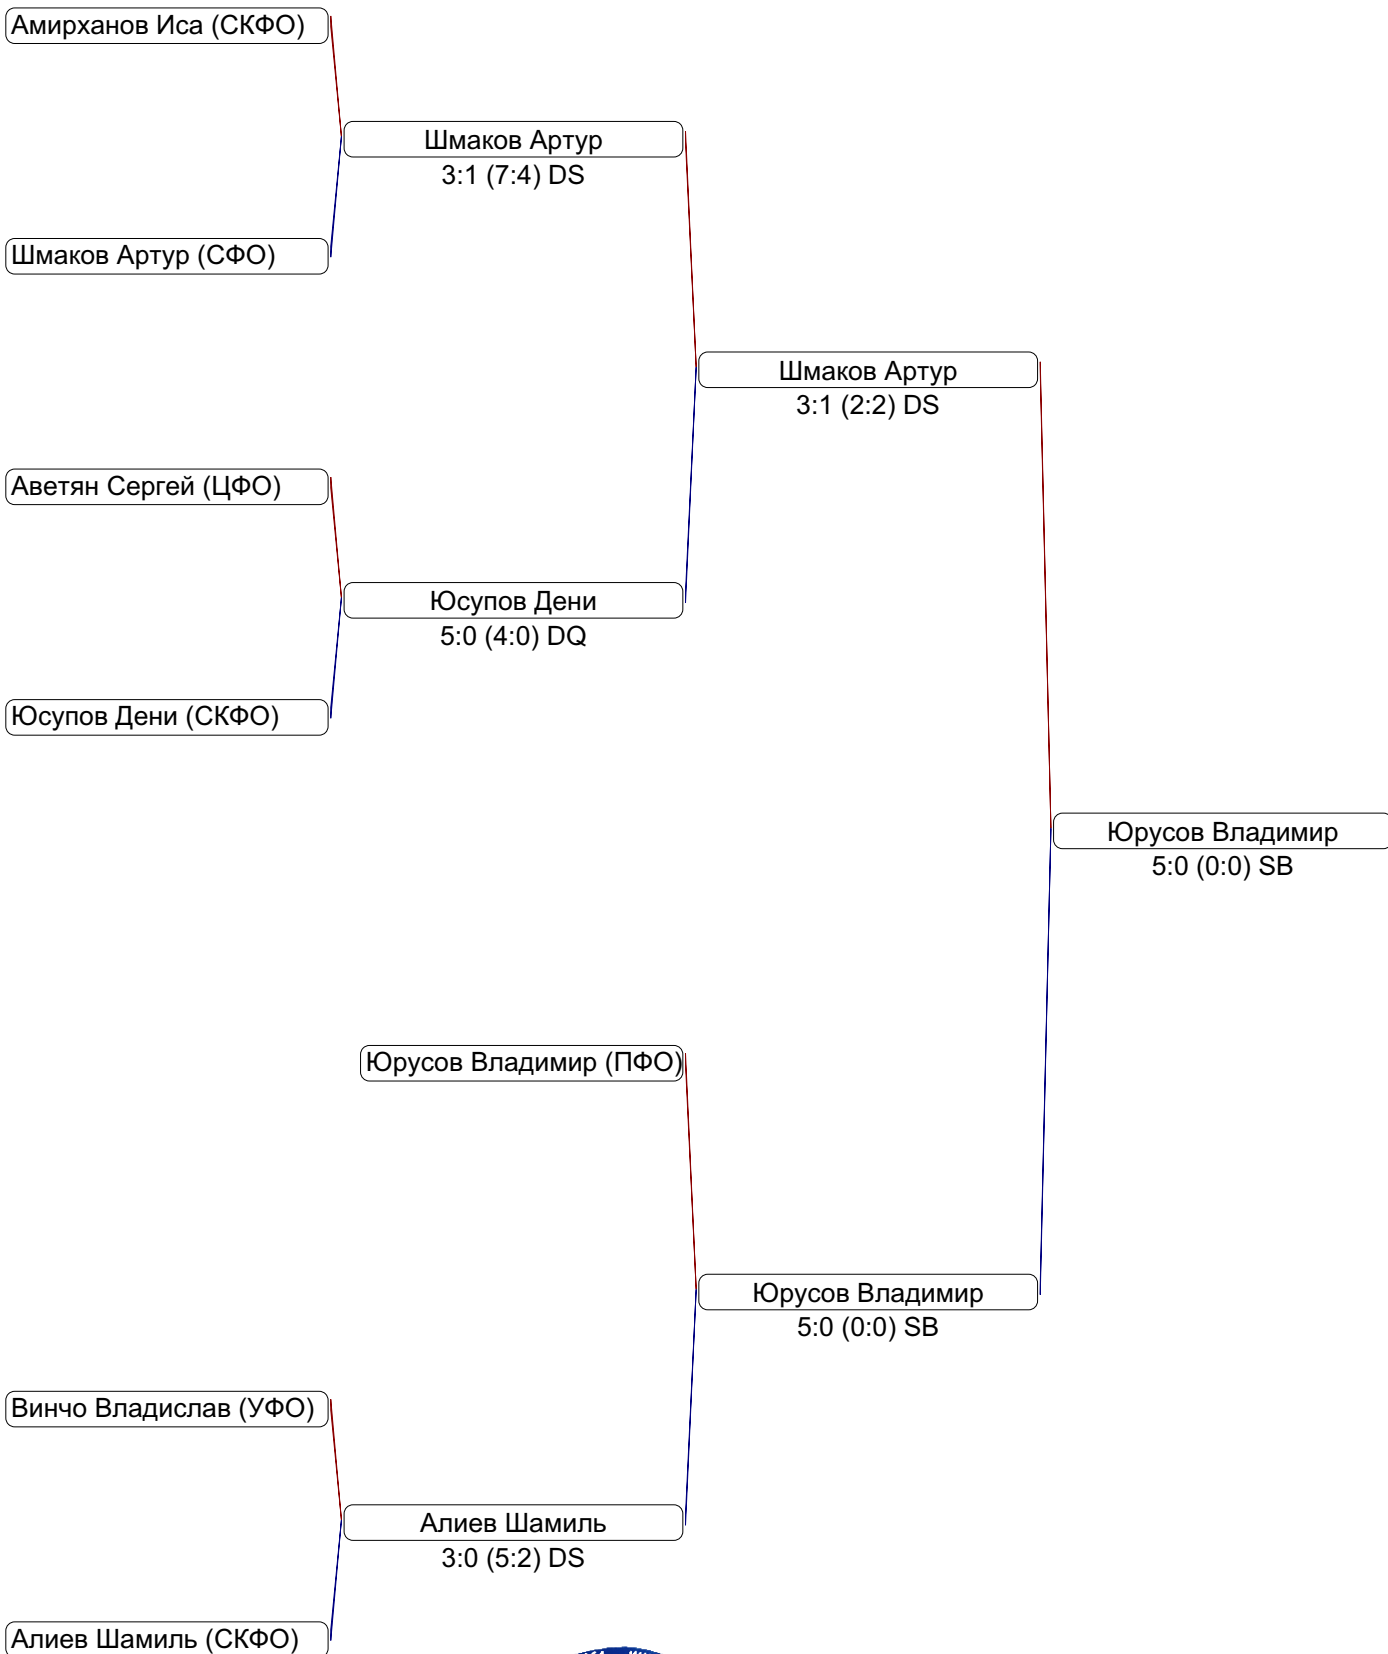 Амирханов Иса (СКФО)
Шмаков Артур
3:1 (7:4) DS
Шмаков Артур (СФО)
Шмаков Артур
3:1 (2:2) DS
Аветян Сергей (ЦФО)
Юсупов Дени
5:0 (4:0) DQ
Юсупов Дени (СКФО)
Юрусов Владимир
5:0 (0:0) SB
Юрусов Владимир (ПФО)
Юрусов Владимир
5:0 (0:0) SB
Винчо Владислав (УФО)
Алиев Шамиль
3:0 (5:2) DS
Алиев Шамиль (СКФО)